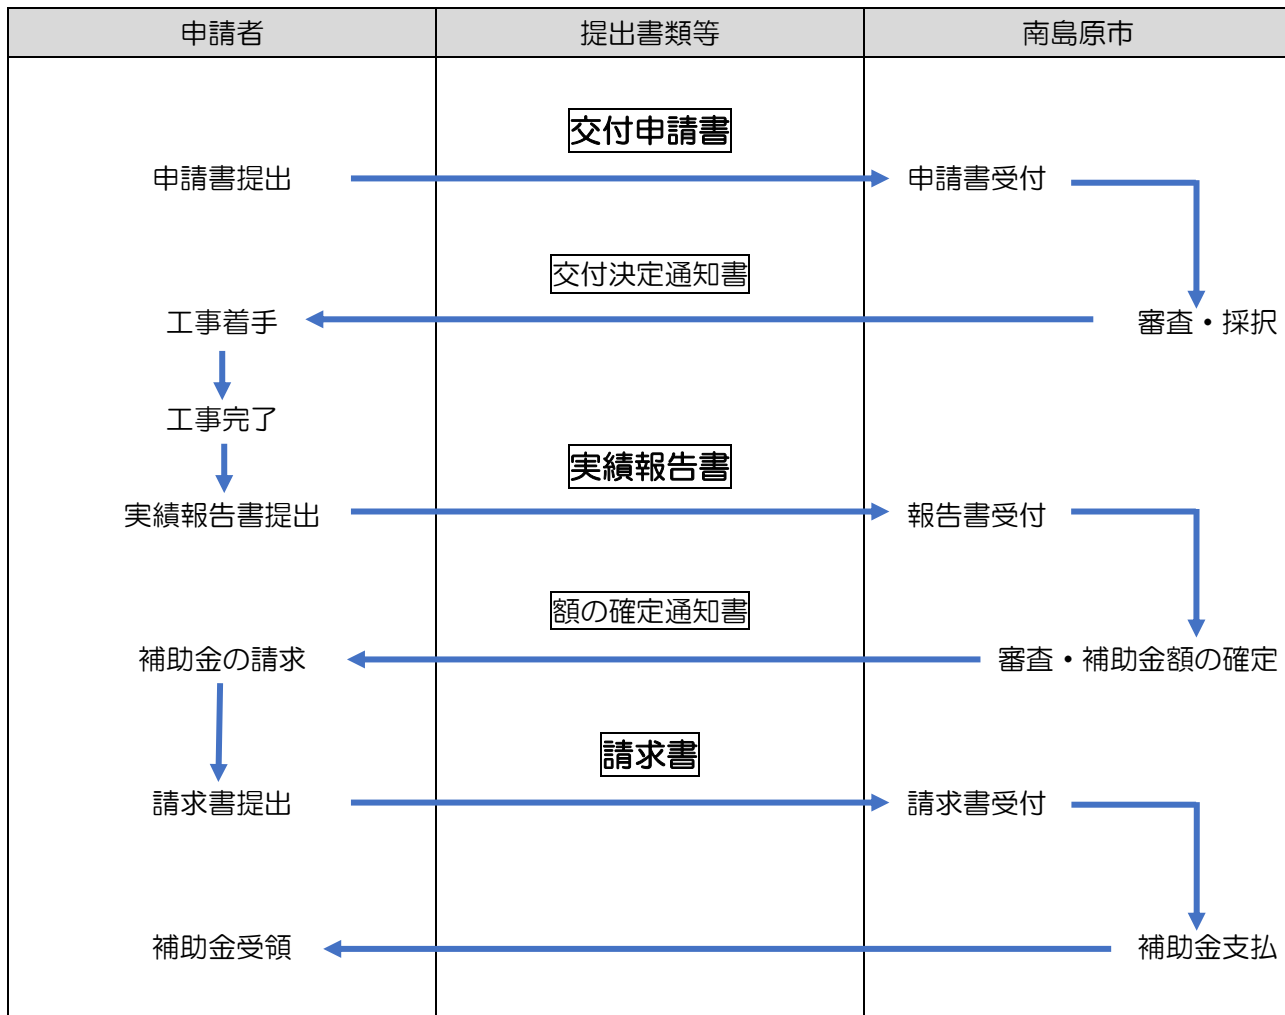 申請者 提出書類等 南島原市
交付申請書
申請書提出 申請書受付
交付決定通知書
工事着手 審査・採択
工事完了
実績報告書
実績報告書提出 報告書受付
額の確定通知書
補助金の請求 審査・補助金額の確定
請求書
請求書提出 請求書受付
補助金受領 補助金支払